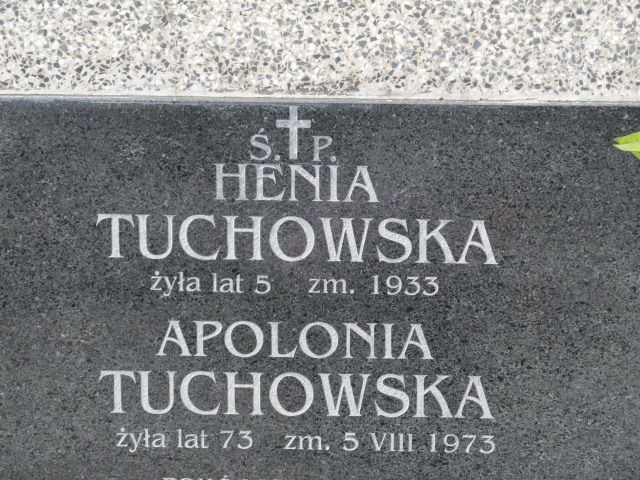 Ś. P.
HENIA
TUCHOWSKA
żyła lat 5 zm. 1933
APOLONIA
TUCHOWSKA
żyła lat 73 zm. 5 VIII 1973